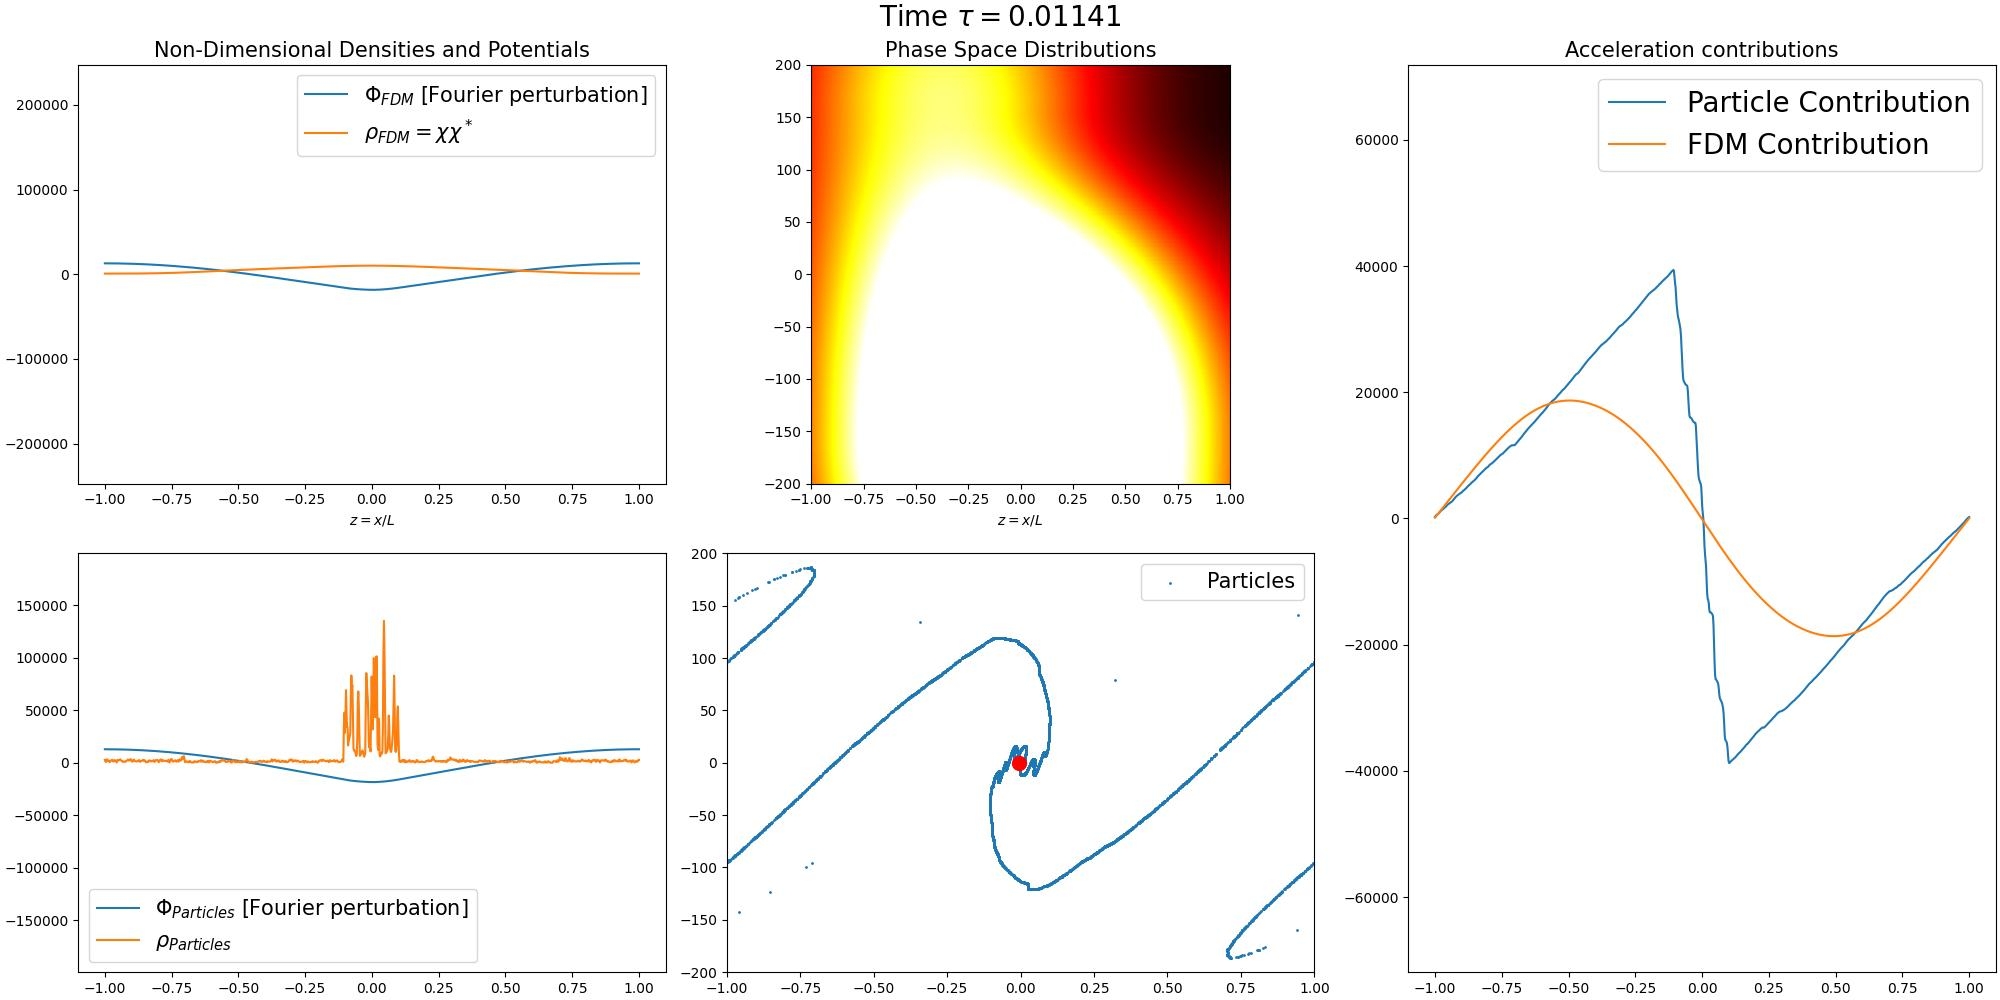 Time τ = 0.01141
Non-Dimensional Densities and Potentials
Φ_FDM [Fourier perturbation]
ρ_FDM = χχ*
200000
100000
0
−100000
−200000
−1.00 −0.75 −0.50 −0.25 0.00 0.25 0.50 0.75 1.00
z = x/L
Phase Space Distributions
200
150
100
50
0
−50
−100
−150
−200
−1.00 −0.75 −0.50 −0.25 0.00 0.25 0.50 0.75 1.00
z = x/L
Acceleration contributions
Particle Contribution
FDM Contribution
60000
40000
20000
0
−20000
−40000
−60000
−1.00 −0.75 −0.50 −0.25 0.00 0.25 0.50 0.75 1.00
150000
100000
50000
0
−50000
−100000
−150000
Φ_Particles [Fourier perturbation]
ρ_Particles
−1.00 −0.75 −0.50 −0.25 0.00 0.25 0.50 0.75 1.00
Particles
200
150
100
50
0
−50
−100
−150
−200
−1.00 −0.75 −0.50 −0.25 0.00 0.25 0.50 0.75 1.00